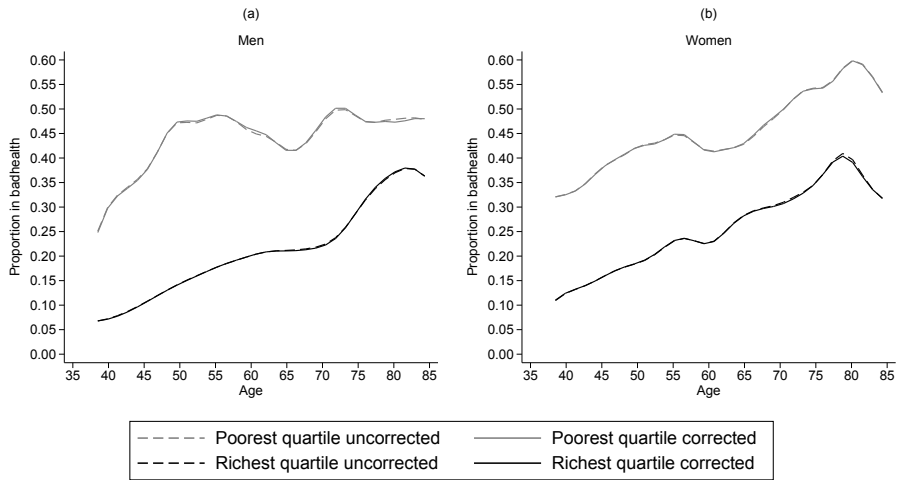 (a)
Men
Proportion in badhealth
0.60
0.55
0.50
0.45
0.40
0.35
0.30
0.25
0.20
0.15
0.10
0.05
0.00
35 40 45 50 55 60 65 70 75 80 85
Age
(b)
Women
Proportion in badhealth
0.60
0.55
0.50
0.45
0.40
0.35
0.30
0.25
0.20
0.15
0.10
0.05
0.00
35 40 45 50 55 60 65 70 75 80 85
Age
Poorest quartile uncorrected Poorest quartile corrected
Richest quartile uncorrected Richest quartile corrected